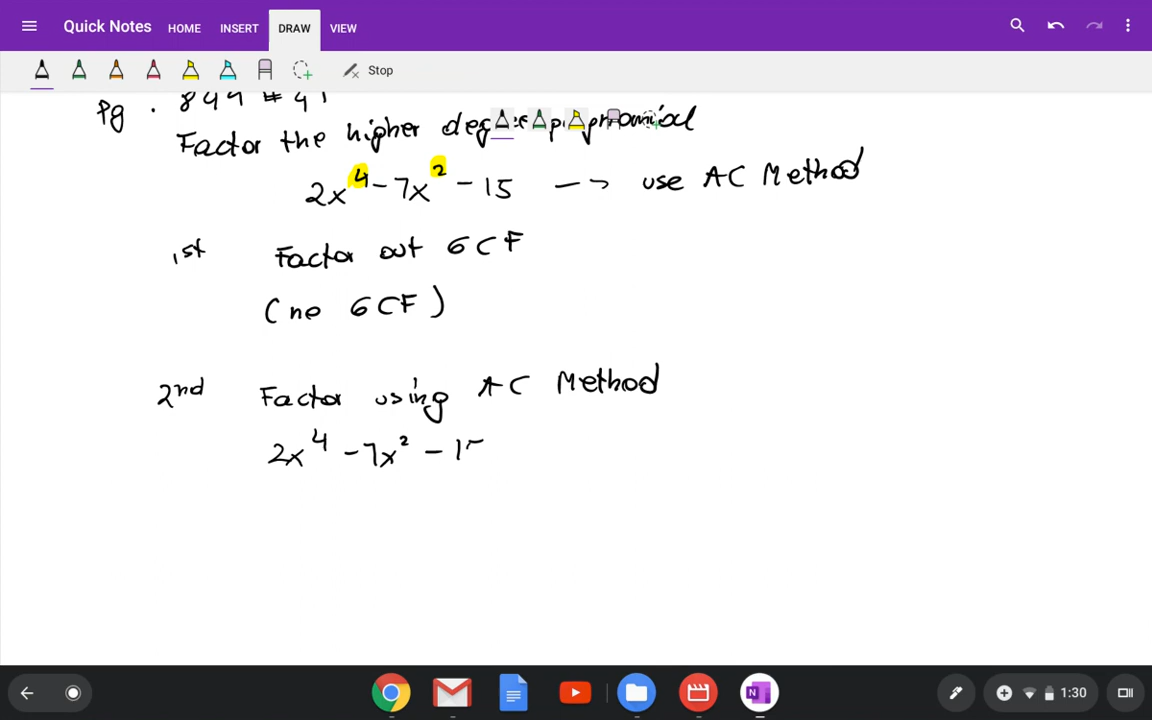 Quick Notes HOME INSERT DRAW VIEW
Stop
Pg. 844 # 41
Factor the higher degree polynomial
2x⁴ - 7x² - 15 --> use AC Method
1st Factor out GCF
(no GCF)
2nd Factor using AC Method
2x⁴ - 7x² - 15
1:30